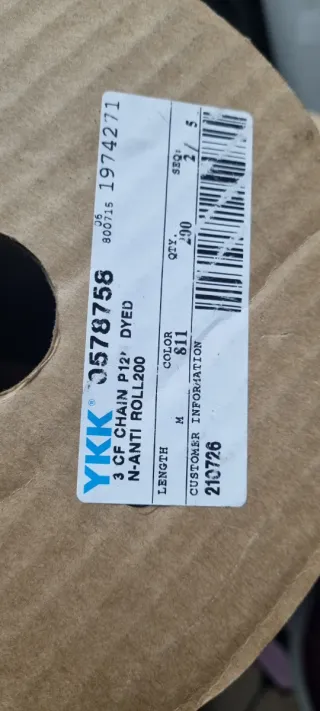 YKK® 0578758 06 800715 1974271
3 CF CHAIN P12' DYED
N-ANTI ROLL200
LENGTH COLOR QTY. SEQ:
M 811 200 2/ 5
CUSTOMER INFORMATION
210726